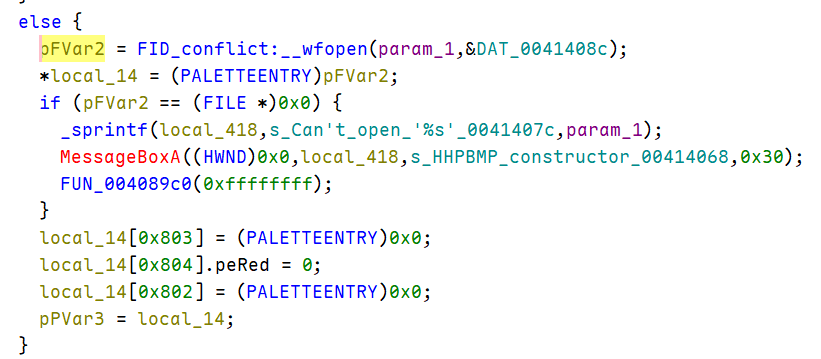 else {
pFVar2 = FID_conflict:__wfopen(param_1,&DAT_0041408c);
*local_14 = (PALETTEENTRY)pFVar2;
if (pFVar2 == (FILE *)0x0) {
_sprintf(local_418,s_Can't_open_'%s'_0041407c,param_1);
MessageBoxA((HWND)0x0,local_418,s_HHPBMP_constructor_00414068,0x30);
FUN_004089c0(0xffffffff);
}
local_14[0x803] = (PALETTEENTRY)0x0;
local_14[0x804].peRed = 0;
local_14[0x802] = (PALETTEENTRY)0x0;
pPVar3 = local_14;
}